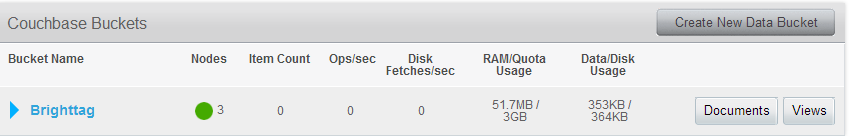 Couchbase Buckets
Create New Data Bucket
Bucket Name Nodes Item Count Ops/sec Disk Fetches/sec RAM/Quota Usage Data/Disk Usage
Brighttag 3 0 0 0 51.7MB / 3GB 353KB / 364KB Documents Views